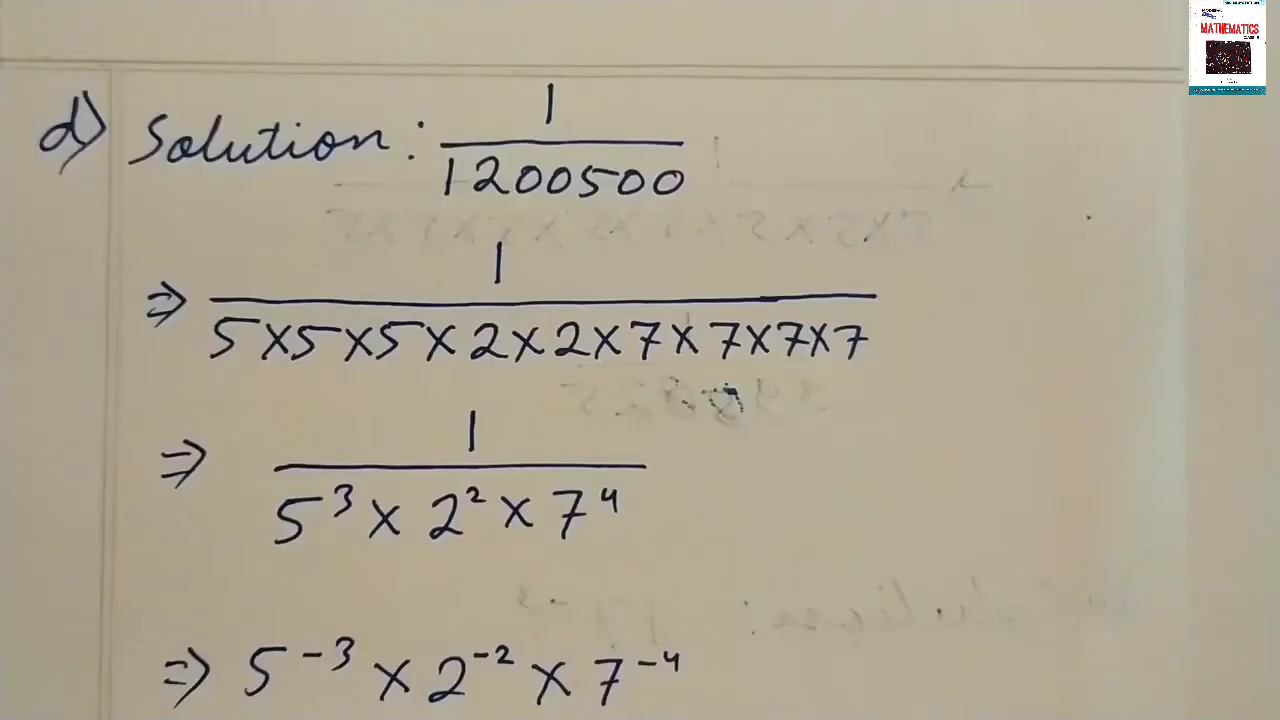 MATHEMATICS
d) Solution: 1/1200500
⇒ 1/5×5×5×2×2×7×7×7×7
⇒ 1/5³×2²×7⁴
⇒ 5⁻³×2⁻²×7⁻⁴